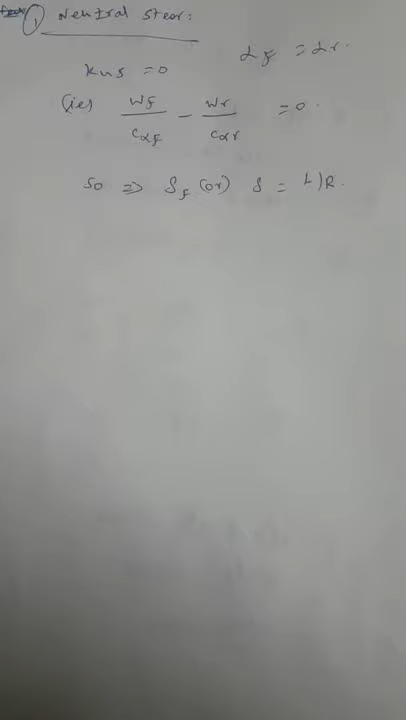 ① Neutral Steer:
αf = αr.
Kus = 0
(ie) Wf/Cαf - Wr/Cαr = 0.
So ⇒ δf (or) δ = L/R.